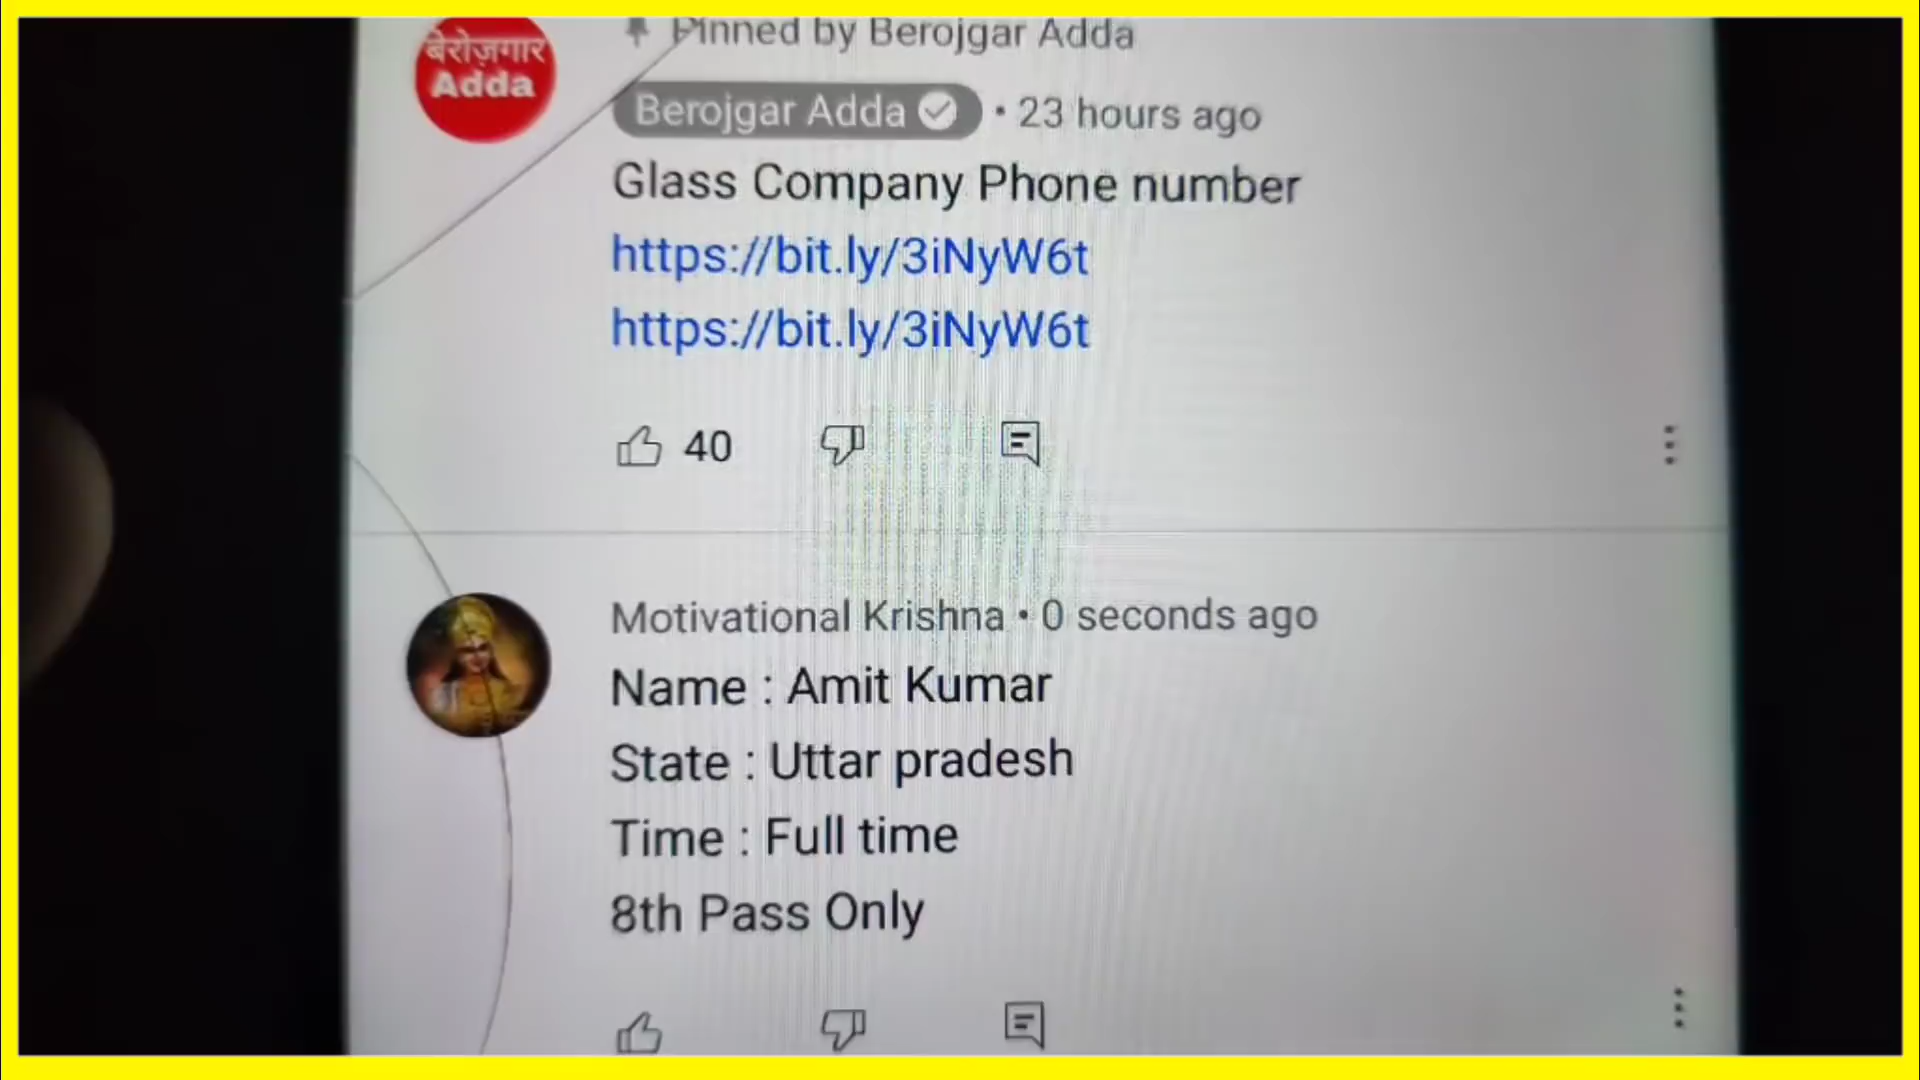 बेरोज़गार
Adda
Pinned by Berojgar Adda
Berojgar Adda • 23 hours ago
Glass Company Phone number
https://bit.ly/3iNyW6t
https://bit.ly/3iNyW6t
40
Motivational Krishna • 0 seconds ago
Name : Amit Kumar
State : Uttar pradesh
Time : Full time
8th Pass Only